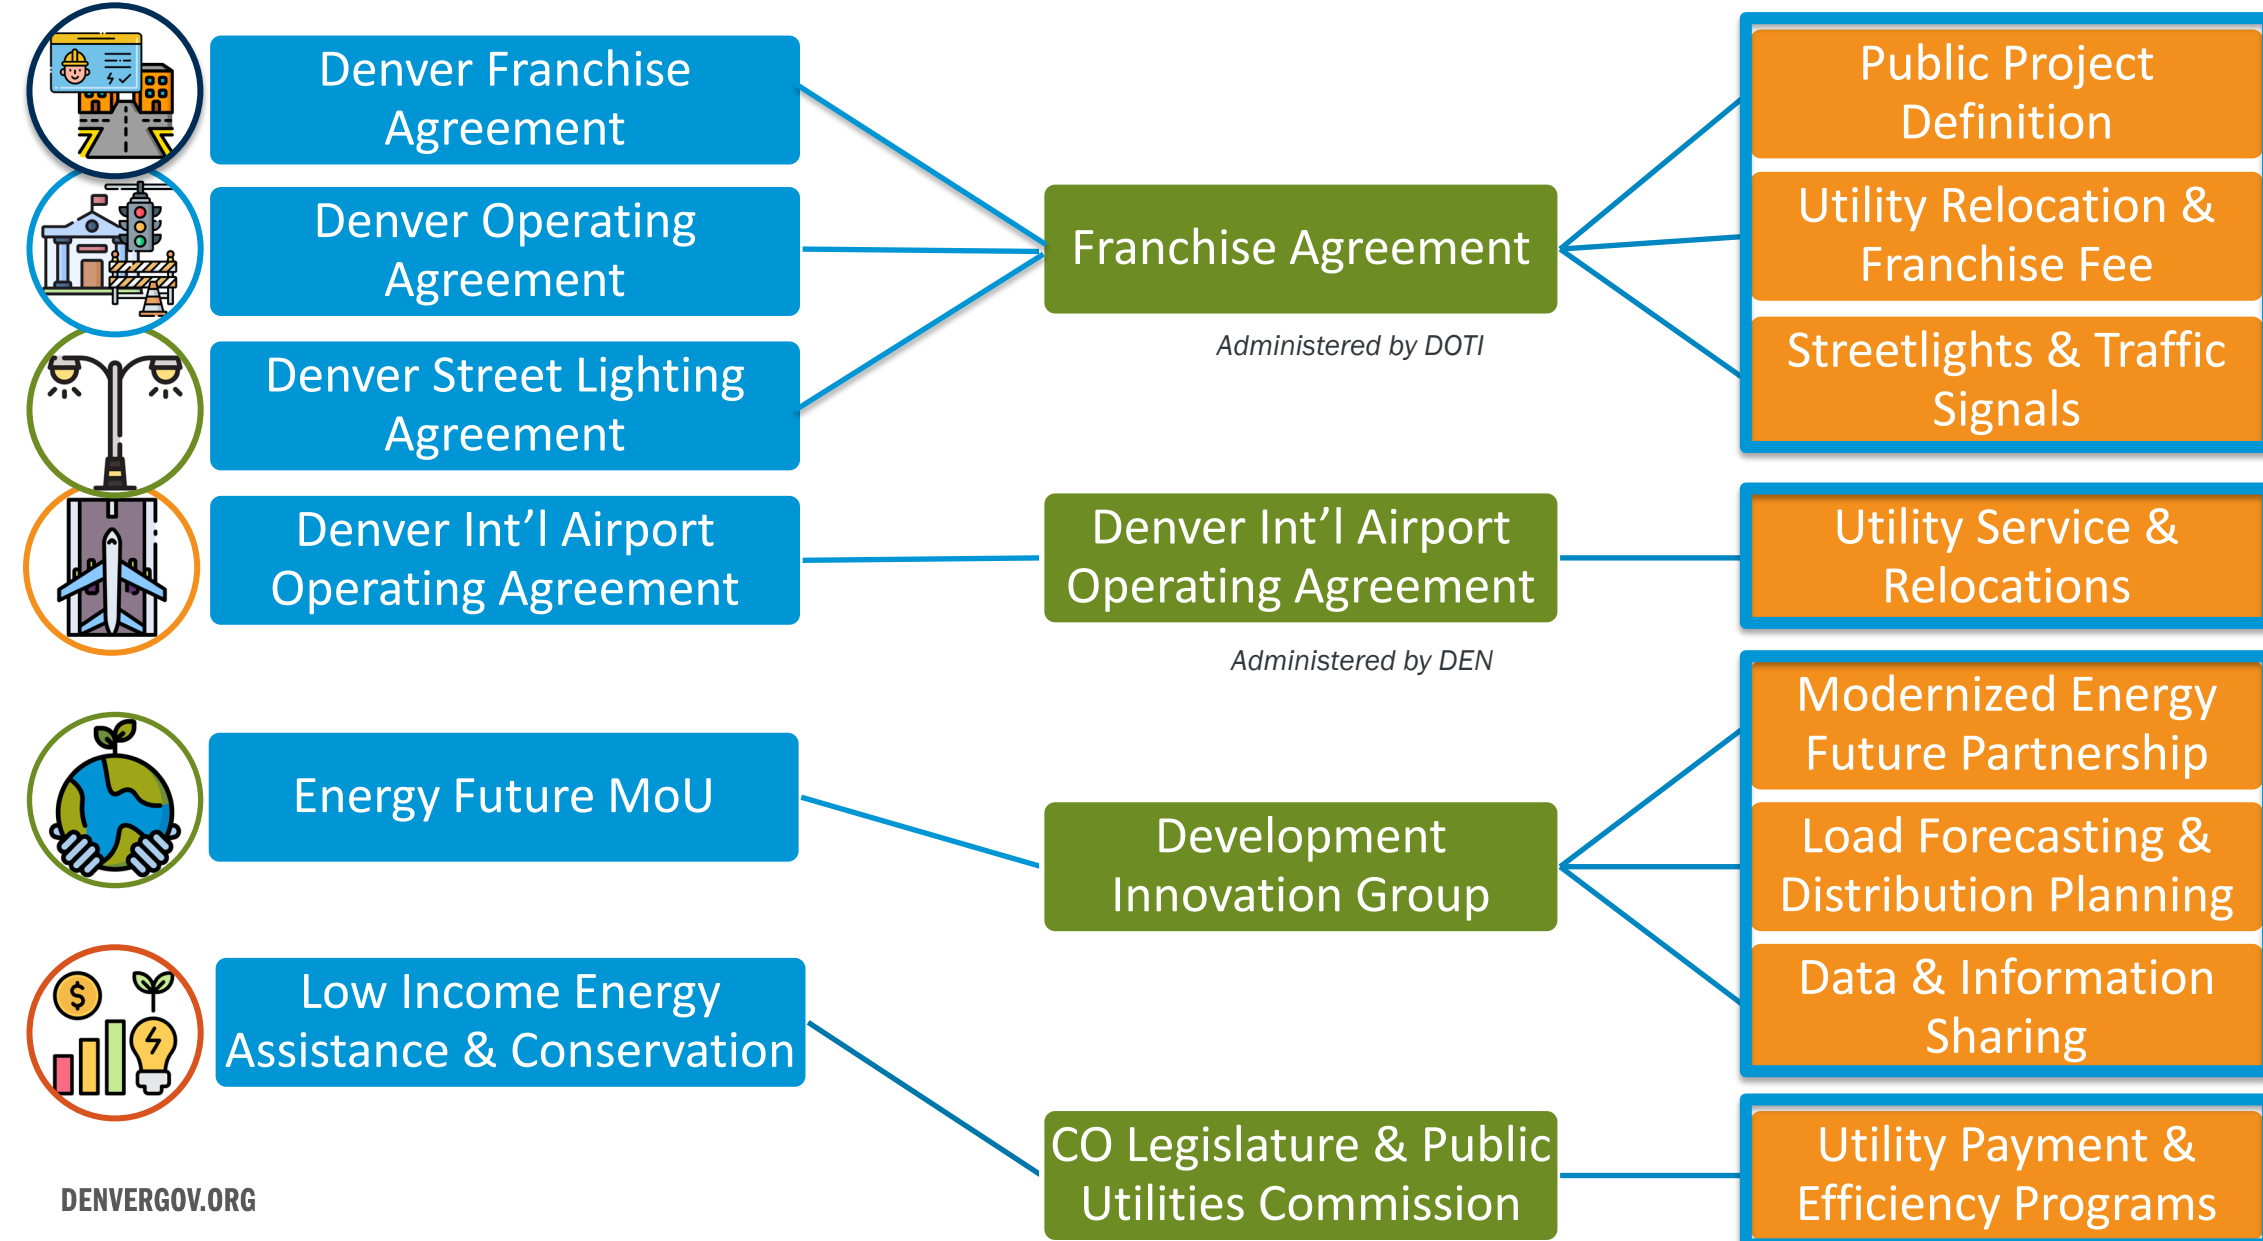 Denver Franchise
Agreement
Denver Operating
Agreement
Denver Street Lighting
Agreement
Denver Int’l Airport
Operating Agreement
Energy Future MoU
Low Income Energy
Assistance & Conservation
Franchise Agreement
Administered by DOTI
Denver Int’l Airport
Operating Agreement
Administered by DEN
Development
Innovation Group
CO Legislature & Public
Utilities Commission
Public Project
Definition
Utility Relocation &
Franchise Fee
Streetlights & Traffic
Signals
Utility Service &
Relocations
Modernized Energy
Future Partnership
Load Forecasting &
Distribution Planning
Data & Information
Sharing
Utility Payment &
Efficiency Programs
DENVERGOV.ORG